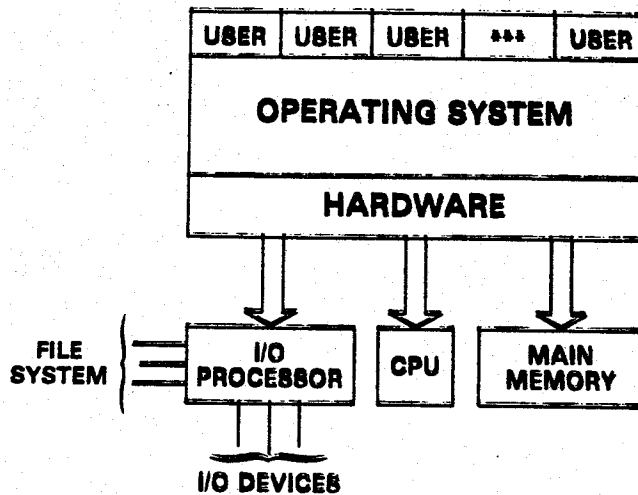 USER USER USER *** USER
OPERATING SYSTEM
HARDWARE
FILE
SYSTEM
I/O
PROCESSOR
CPU
MAIN
MEMORY
I/O DEVICES